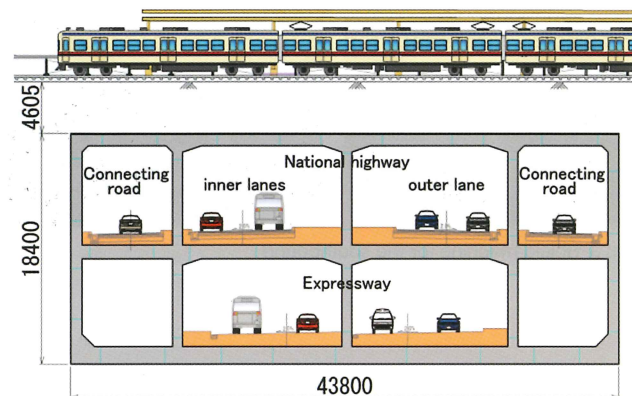 4605
National highway
Connecting
road
inner lanes
outer lane
Connecting
road
18400
Expressway
43800